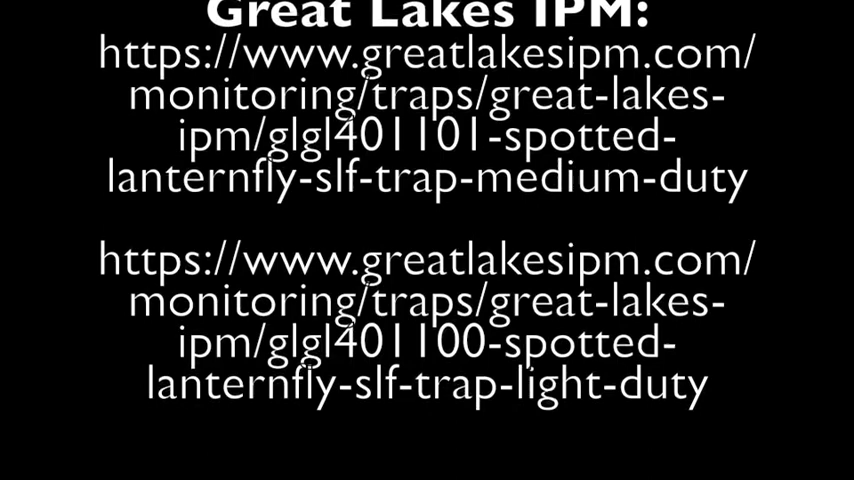 Great Lakes IPM:
https://www.greatlakesipm.com/
monitoring/traps/great-lakes-
ipm/glgl401101-spotted-
lanternfly-slf-trap-medium-duty
https://www.greatlakesipm.com/
monitoring/traps/great-lakes-
ipm/glgl401100-spotted-
lanternfly-slf-trap-light-duty